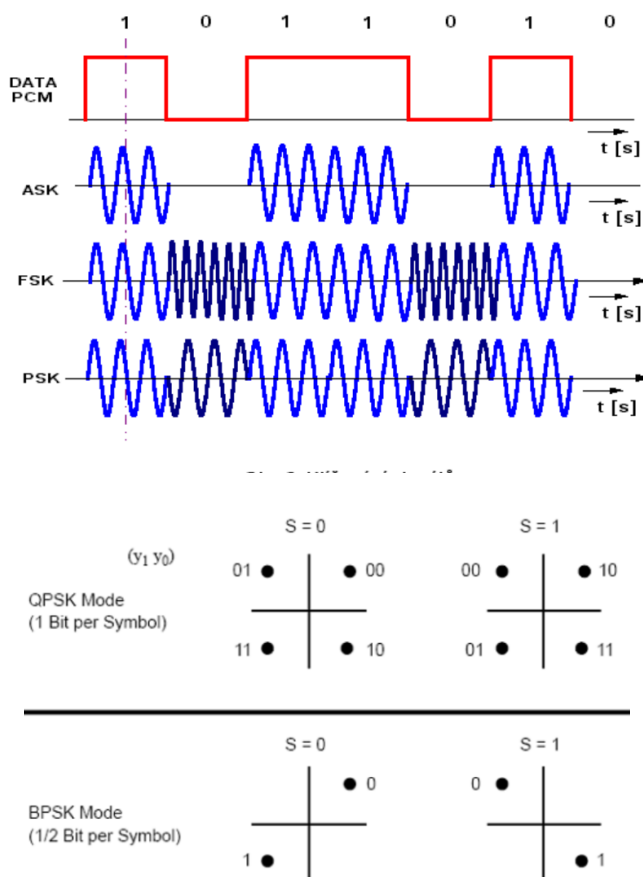 1 0 1 1 0 1 0
DATA
PCM
t [s]
ASK
t [s]
FSK
t [s]
PSK
t [s]
S = 0 S = 1
(y1 y0)
01 00 00 10
QPSK Mode
(1 Bit per Symbol)
11 10 01 11
S = 0 S = 1
0 0
BPSK Mode
(1/2 Bit per Symbol)
1 1